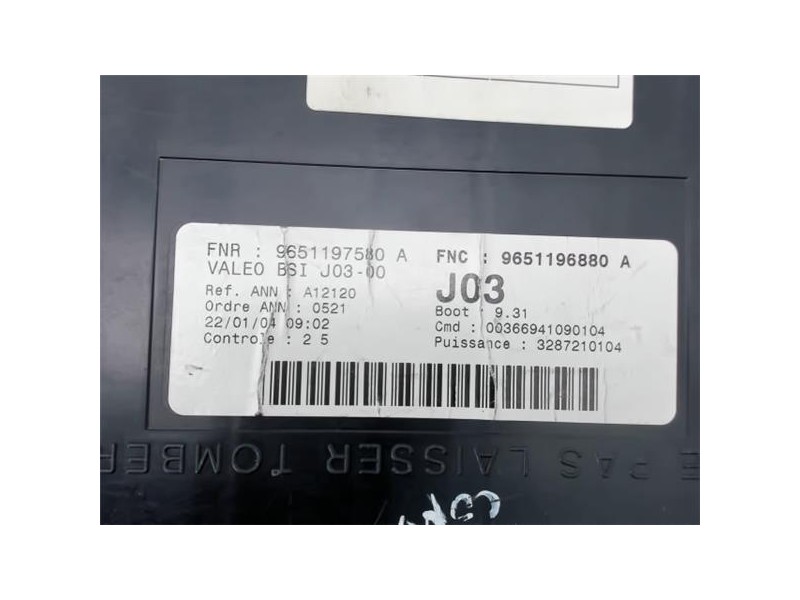 FNR : 9651197580 A
VALEO BSI J03-00
Ref. ANN : A12120
Ordre ANN : 0521
22/01/04 09:02
Controle : 2 5
FNC : 9651196880 A
J03
Boot : 9.31
Cmd : 00366941090104
Puissance : 3287210104
E PAS LAISSER TOMBER